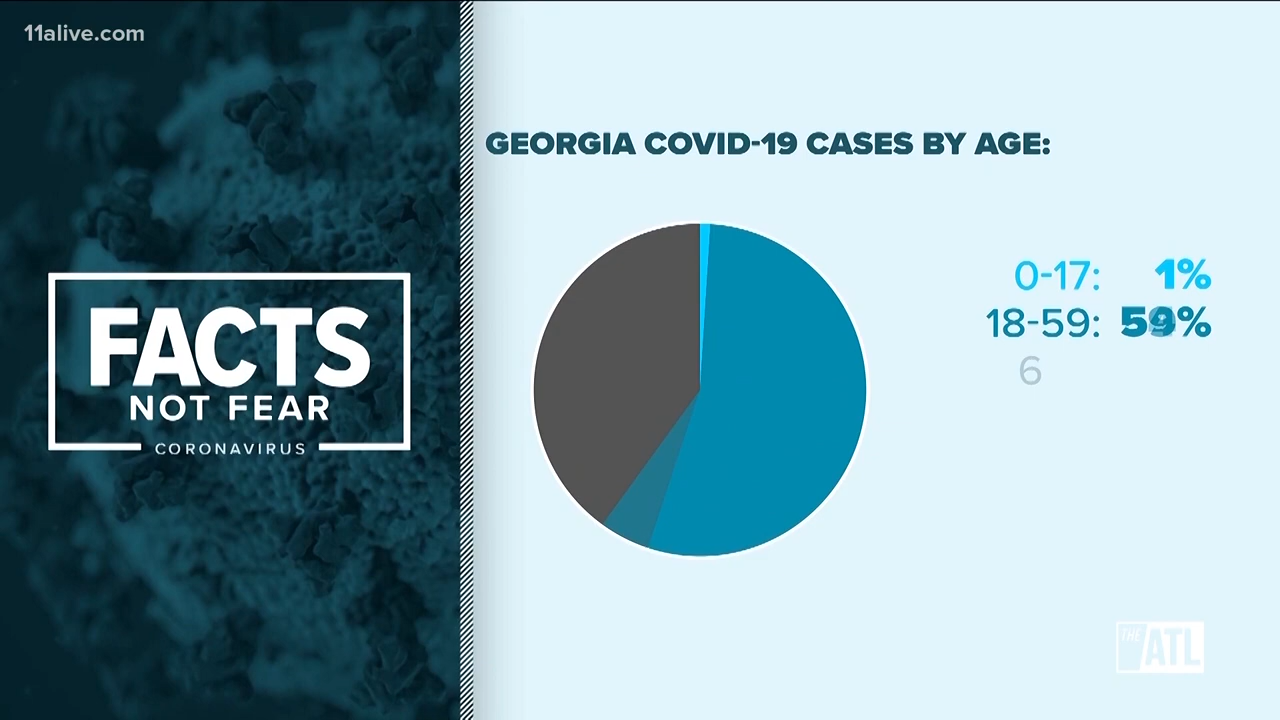 11alive.com
GEORGIA COVID-19 CASES BY AGE:
0-17: 1%
18-59: 59%
6
FACTS
NOT FEAR
CORONAVIRUS
THE ATL